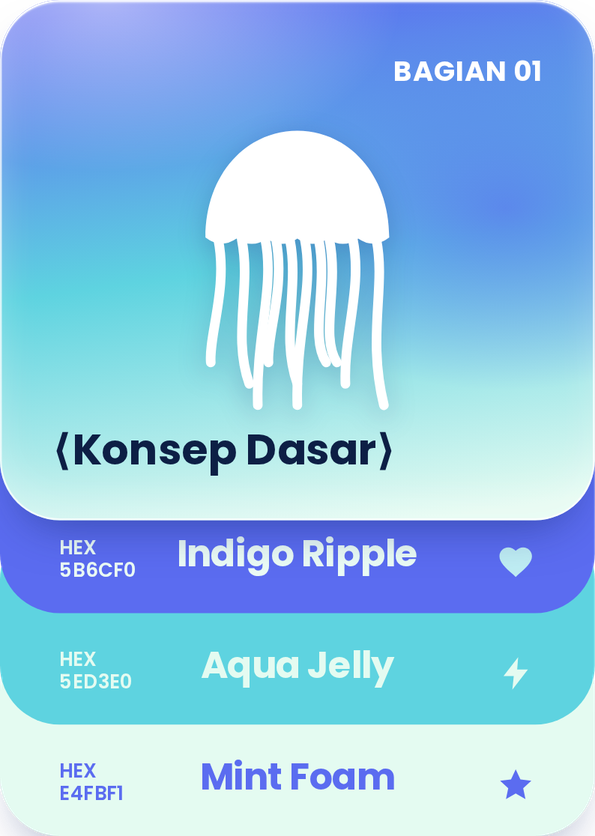 BAGIAN 01
⟨Konsep Dasar⟩
HEX
5B6CF0
Indigo Ripple
HEX
5ED3E0
Aqua Jelly
HEX
E4FBF1
Mint Foam